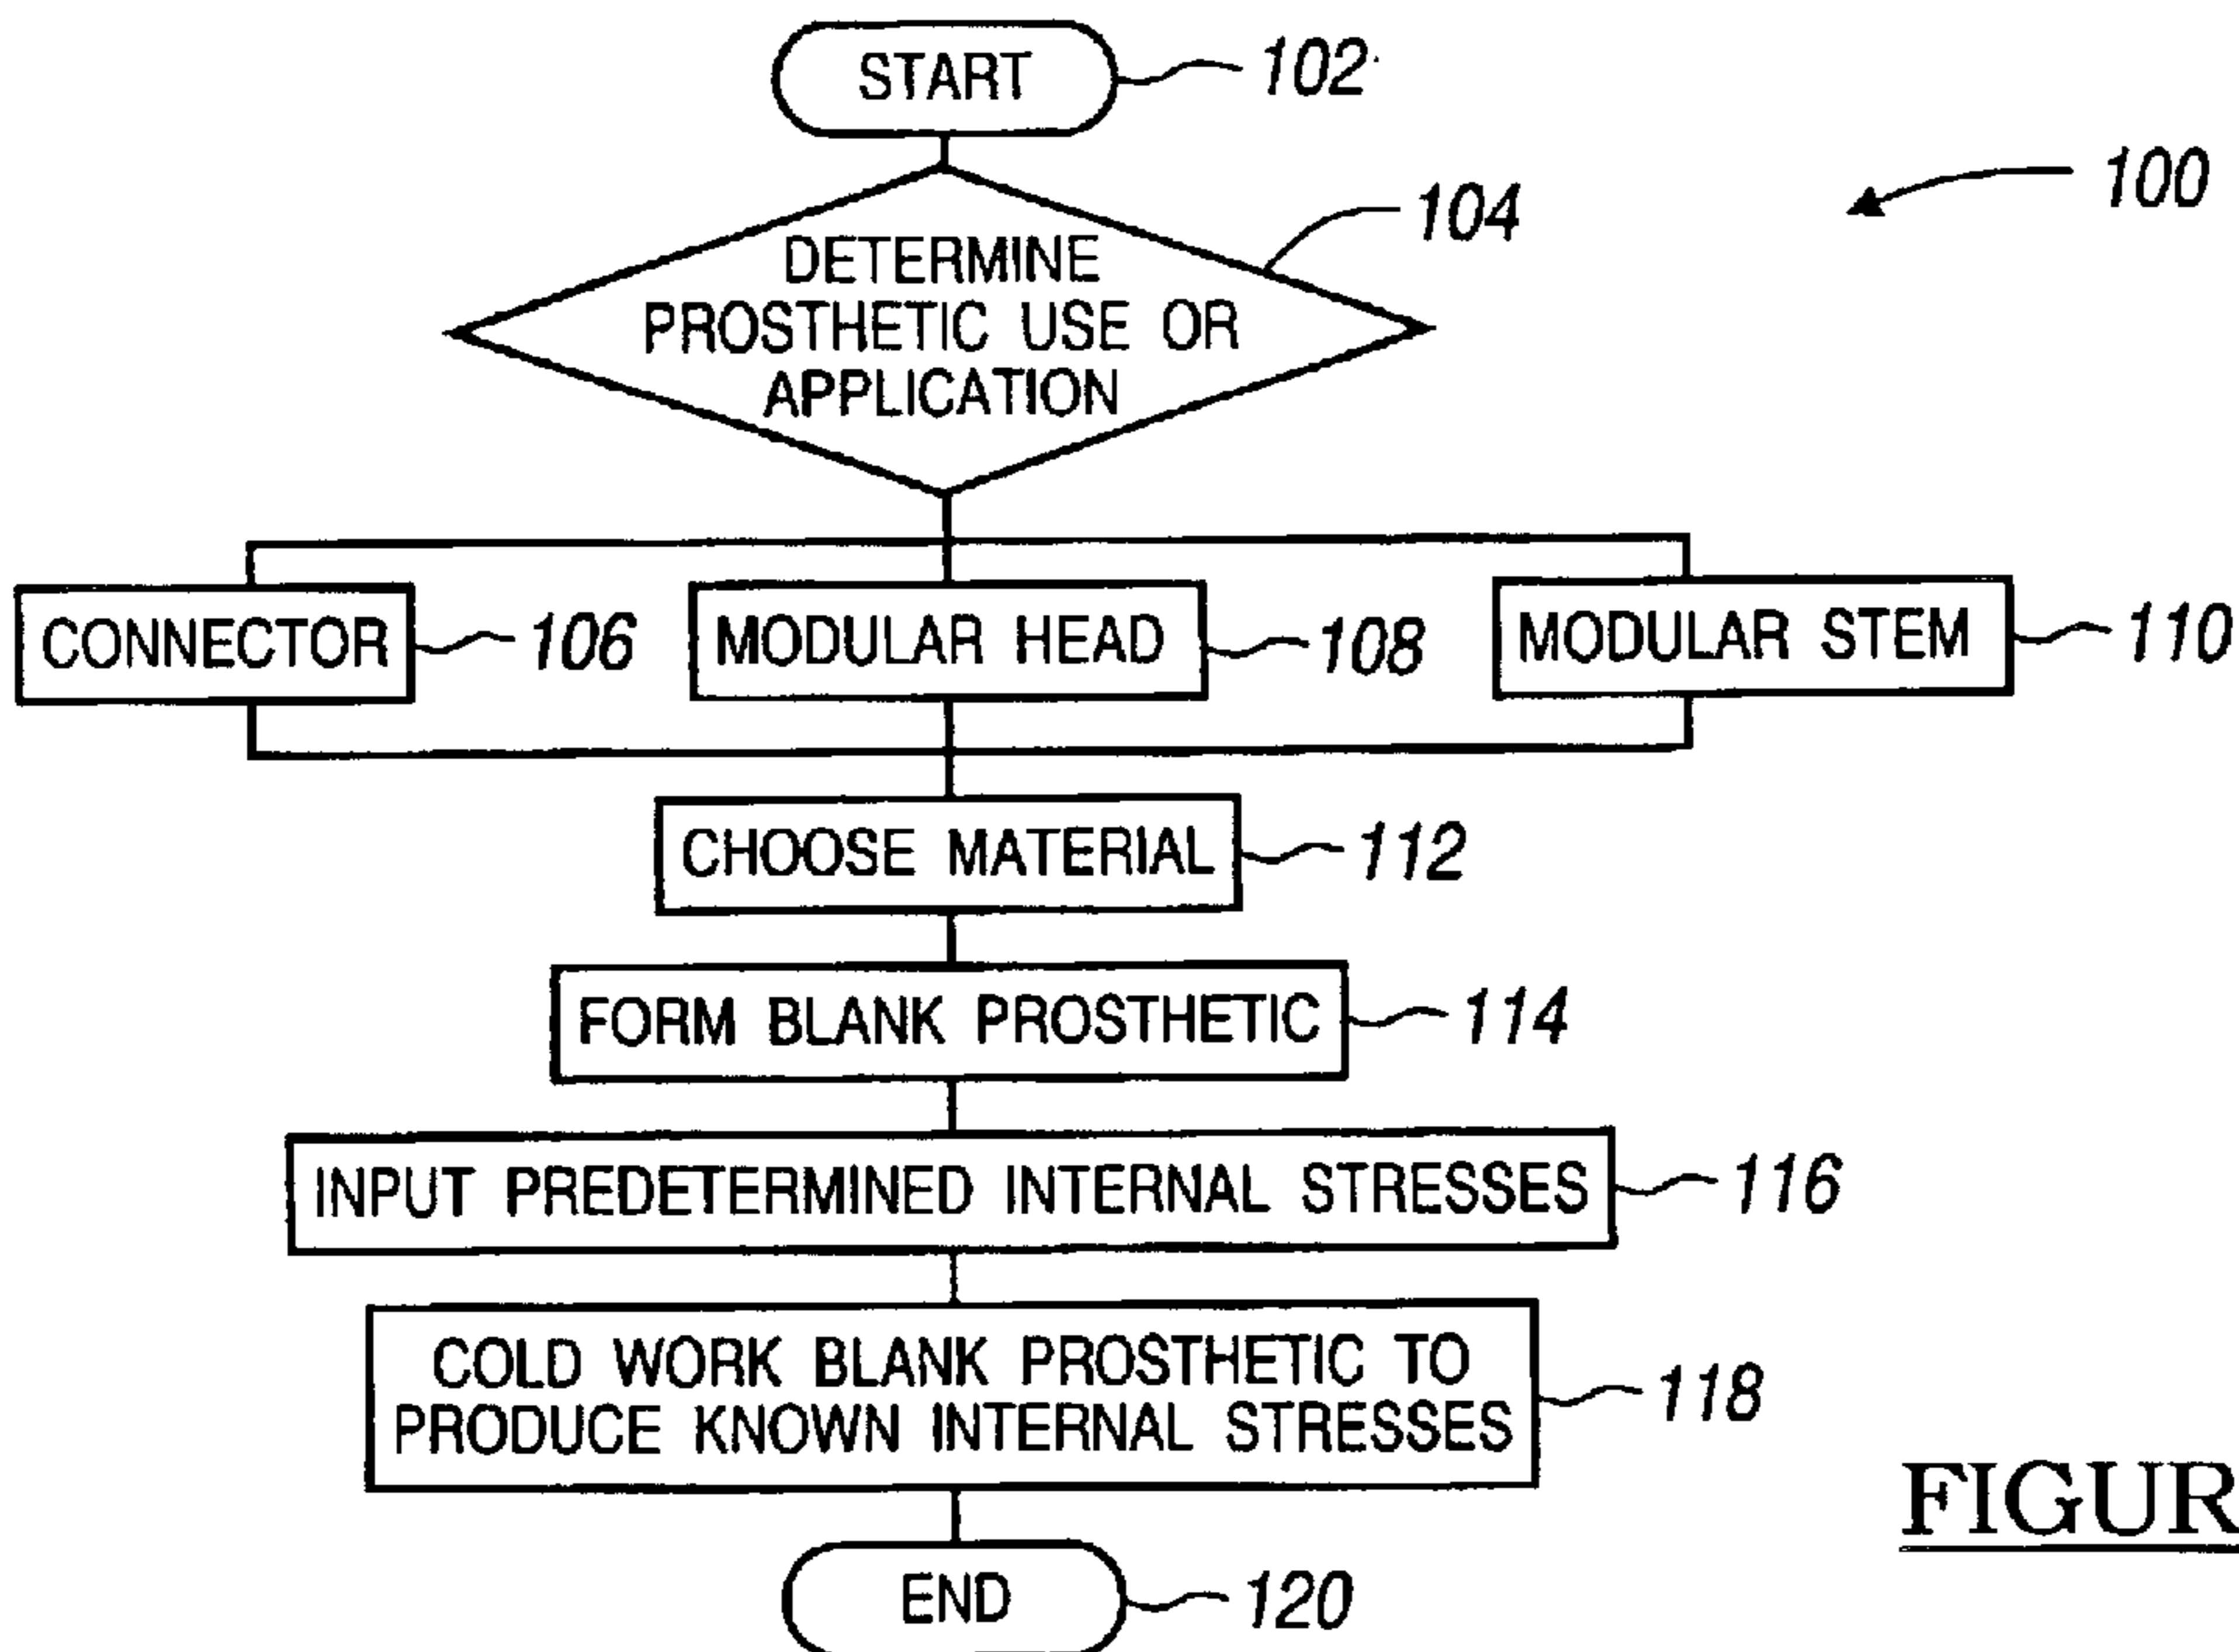 START
102
100
104
DETERMINE
PROSTHETIC USE OR
APPLICATION
CONNECTOR
106
MODULAR HEAD
108
MODULAR STEM
110
CHOOSE MATERIAL
112
FORM BLANK PROSTHETIC
114
INPUT PREDETERMINED INTERNAL STRESSES
116
COLD WORK BLANK PROSTHETIC TO
PRODUCE KNOWN INTERNAL STRESSES
118
FIGUR
END
120